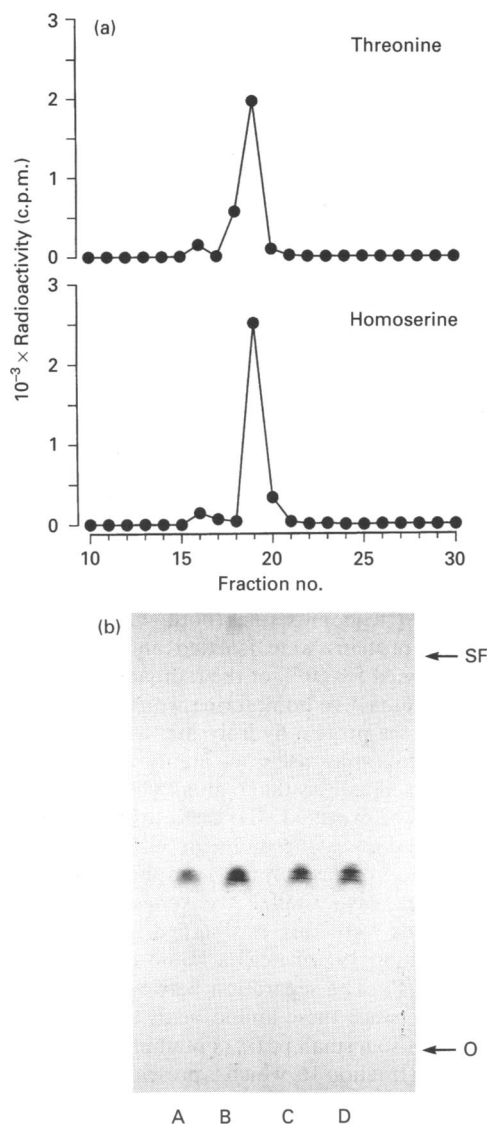 (a)
Threonine
3
2
1
0
Homoserine
3
2
1
0
10⁻³ × Radioactivity (c.p.m.)
10 15 20 25 30
Fraction no.
(b)
← SF
← O
A B C D